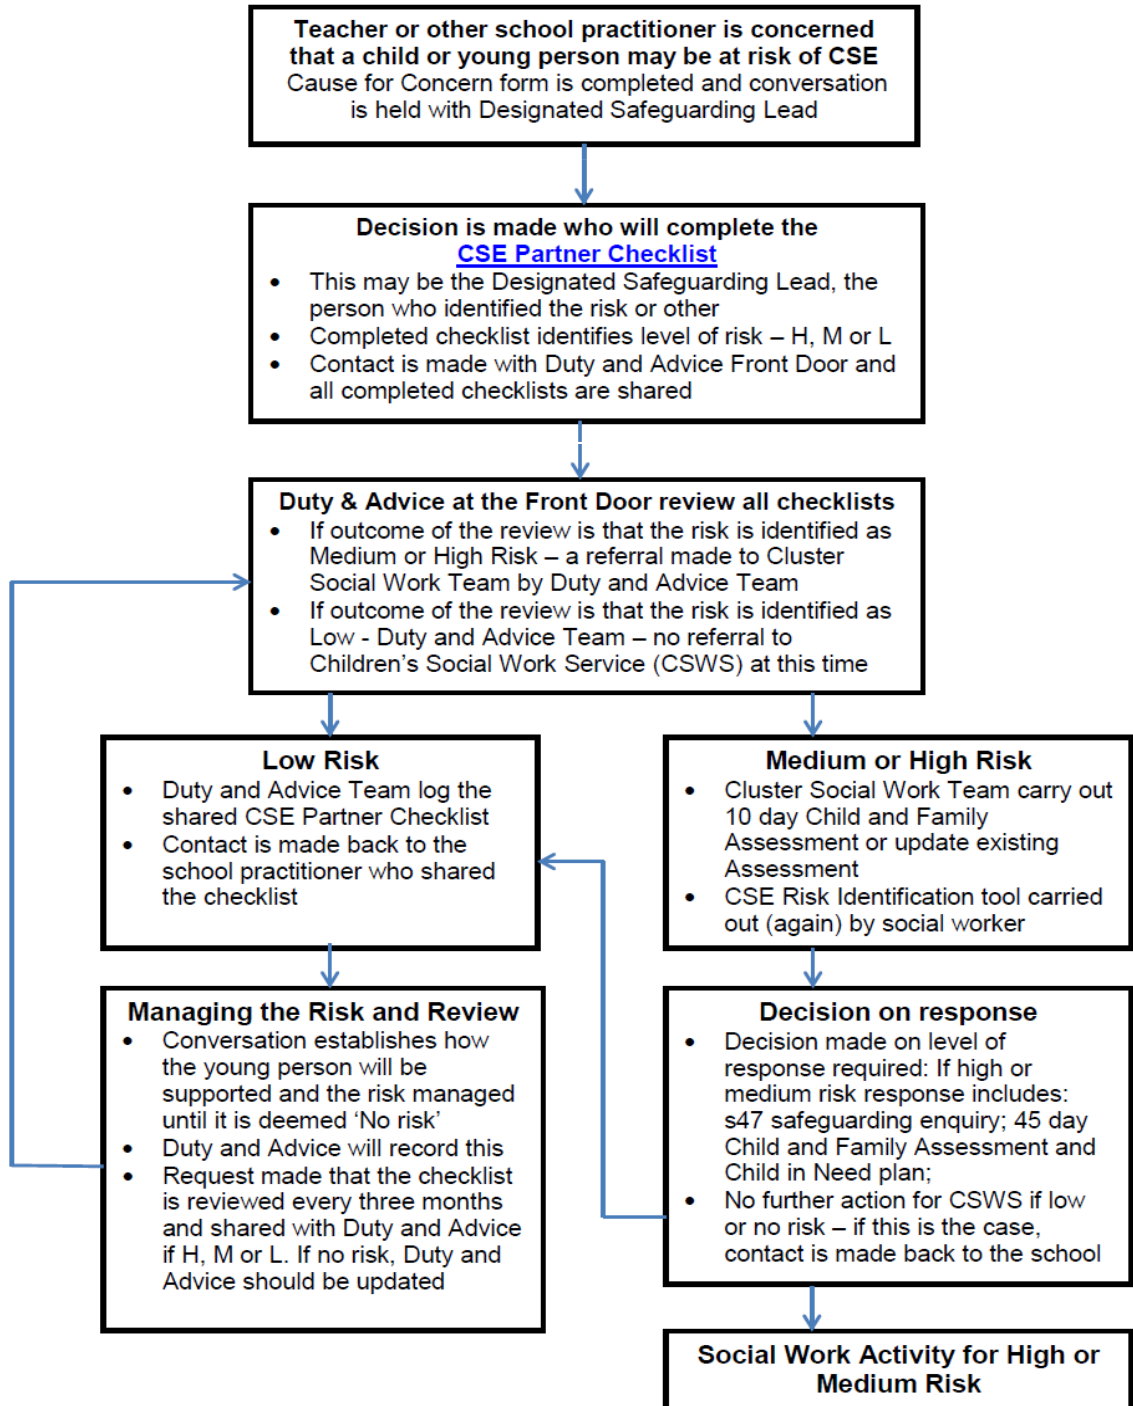 Teacher or other school practitioner is concerned
that a child or young person may be at risk of CSE
Cause for Concern form is completed and conversation
is held with Designated Safeguarding Lead
Decision is made who will complete the
CSE Partner Checklist
• This may be the Designated Safeguarding Lead, the
person who identified the risk or other
• Completed checklist identifies level of risk – H, M or L
• Contact is made with Duty and Advice Front Door and
all completed checklists are shared
Duty & Advice at the Front Door review all checklists
• If outcome of the review is that the risk is identified as
Medium or High Risk – a referral made to Cluster
Social Work Team by Duty and Advice Team
• If outcome of the review is that the risk is identified as
Low - Duty and Advice Team – no referral to
Children’s Social Work Service (CSWS) at this time
Low Risk
• Duty and Advice Team log the
shared CSE Partner Checklist
• Contact is made back to the
school practitioner who shared
the checklist
Medium or High Risk
• Cluster Social Work Team carry out
10 day Child and Family
Assessment or update existing
Assessment
• CSE Risk Identification tool carried
out (again) by social worker
Managing the Risk and Review
• Conversation establishes how
the young person will be
supported and the risk managed
until it is deemed ‘No risk’
• Duty and Advice will record this
• Request made that the checklist
is reviewed every three months
and shared with Duty and Advice
if H, M or L. If no risk, Duty and
Advice should be updated
Decision on response
• Decision made on level of
response required: If high or
medium risk response includes:
s47 safeguarding enquiry; 45 day
Child and Family Assessment and
Child in Need plan;
• No further action for CSWS if low
or no risk – if this is the case,
contact is made back to the school
Social Work Activity for High or
Medium Risk